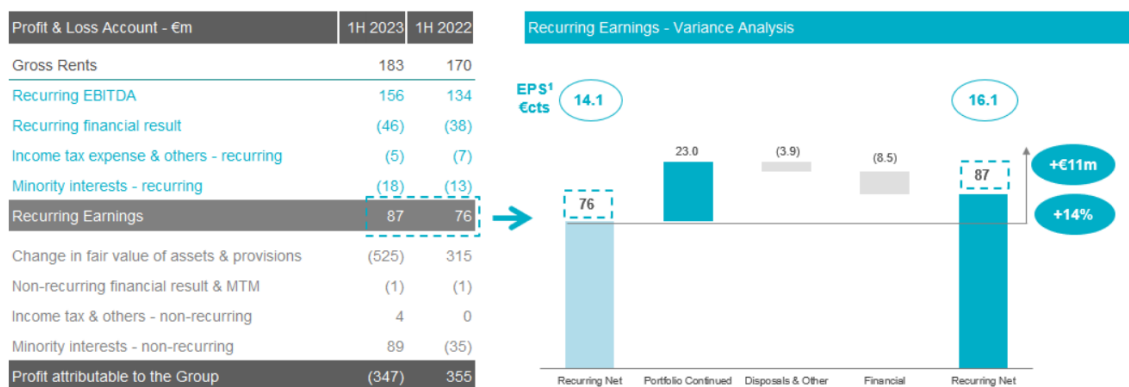 Profit & Loss Account - €m 1H 2023 1H 2022
Gross Rents 183 170
Recurring EBITDA 156 134
Recurring financial result (46) (38)
Income tax expense & others - recurring (5) (7)
Minority interests - recurring (18) (13)
Recurring Earnings 87 76
Change in fair value of assets & provisions (525) 315
Non-recurring financial result & MTM (1) (1)
Income tax & others - non-recurring 4 0
Minority interests - non-recurring 89 (35)
Profit attributable to the Group (347) 355
Recurring Earnings - Variance Analysis
EPS¹
€cts
14.1
16.1
23.0
(3.9)
(8.5)
76
87
+€11m
+14%
Recurring Net
Portfolio Continued
Disposals & Other
Financial
Recurring Net